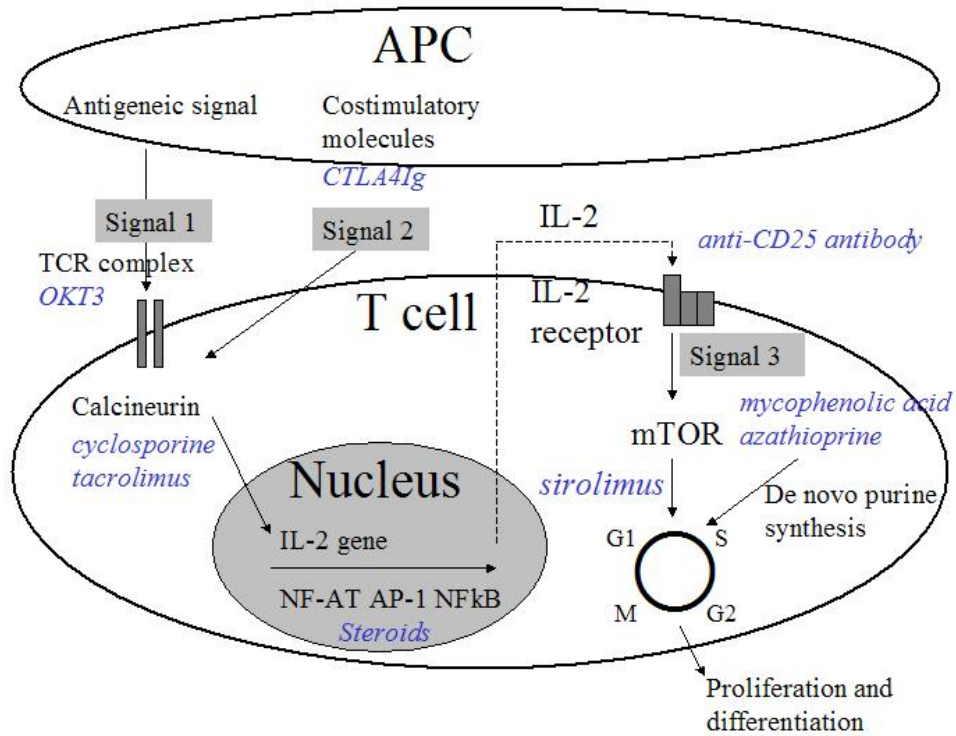 APC
Antigeneic signal
Costimulatory
molecules
CTLA4Ig
Signal 1
Signal 2
IL-2
anti-CD25 antibody
TCR complex
OKT3
T cell
IL-2
receptor
Signal 3
Calcineurin
cyclosporine
tacrolimus
mTOR
mycophenolic acid
azathioprine
Nucleus
sirolimus
De novo purine
synthesis
IL-2 gene
G1
S
NF-AT AP-1 NFkB
Steroids
M
G2
Proliferation and
differentiation